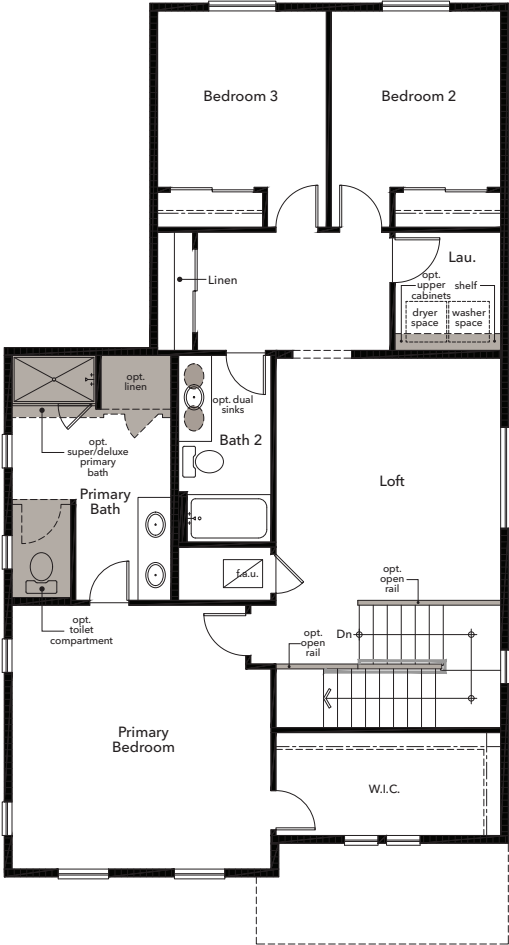 Bedroom 3
Bedroom 2
Lau.
opt.
upper
cabinets
shelf
dryer
space
washer
space
Linen
opt.
linen
opt. dual
sinks
Bath 2
opt.
super/deluxe
primary
bath
Primary
Bath
Loft
f.a.u.
opt.
open
rail
opt.
toilet
compartment
opt.
open
rail
Dn
Primary
Bedroom
W.I.C.